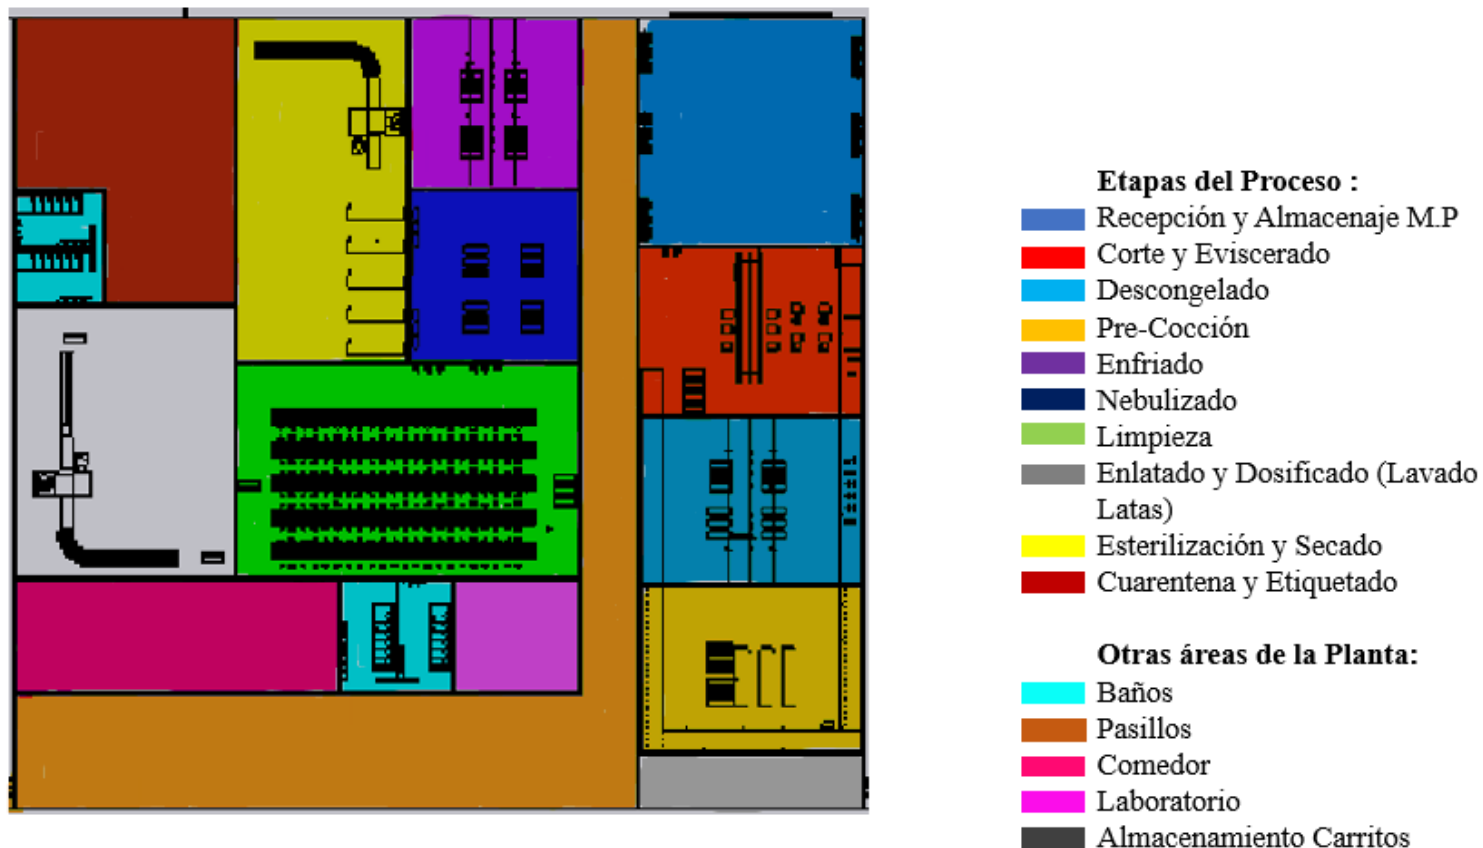 Etapas del Proceso :
Recepción y Almacenaje M.P
Corte y Eviscerado
Descongelado
Pre-Cocción
Enfriado
Nebulizado
Limpieza
Enlatado y Dosificado (Lavado
Latas)
Esterilización y Secado
Cuarentena y Etiquetado
Otras áreas de la Planta:
Baños
Pasillos
Comedor
Laboratorio
Almacenamiento Carritos